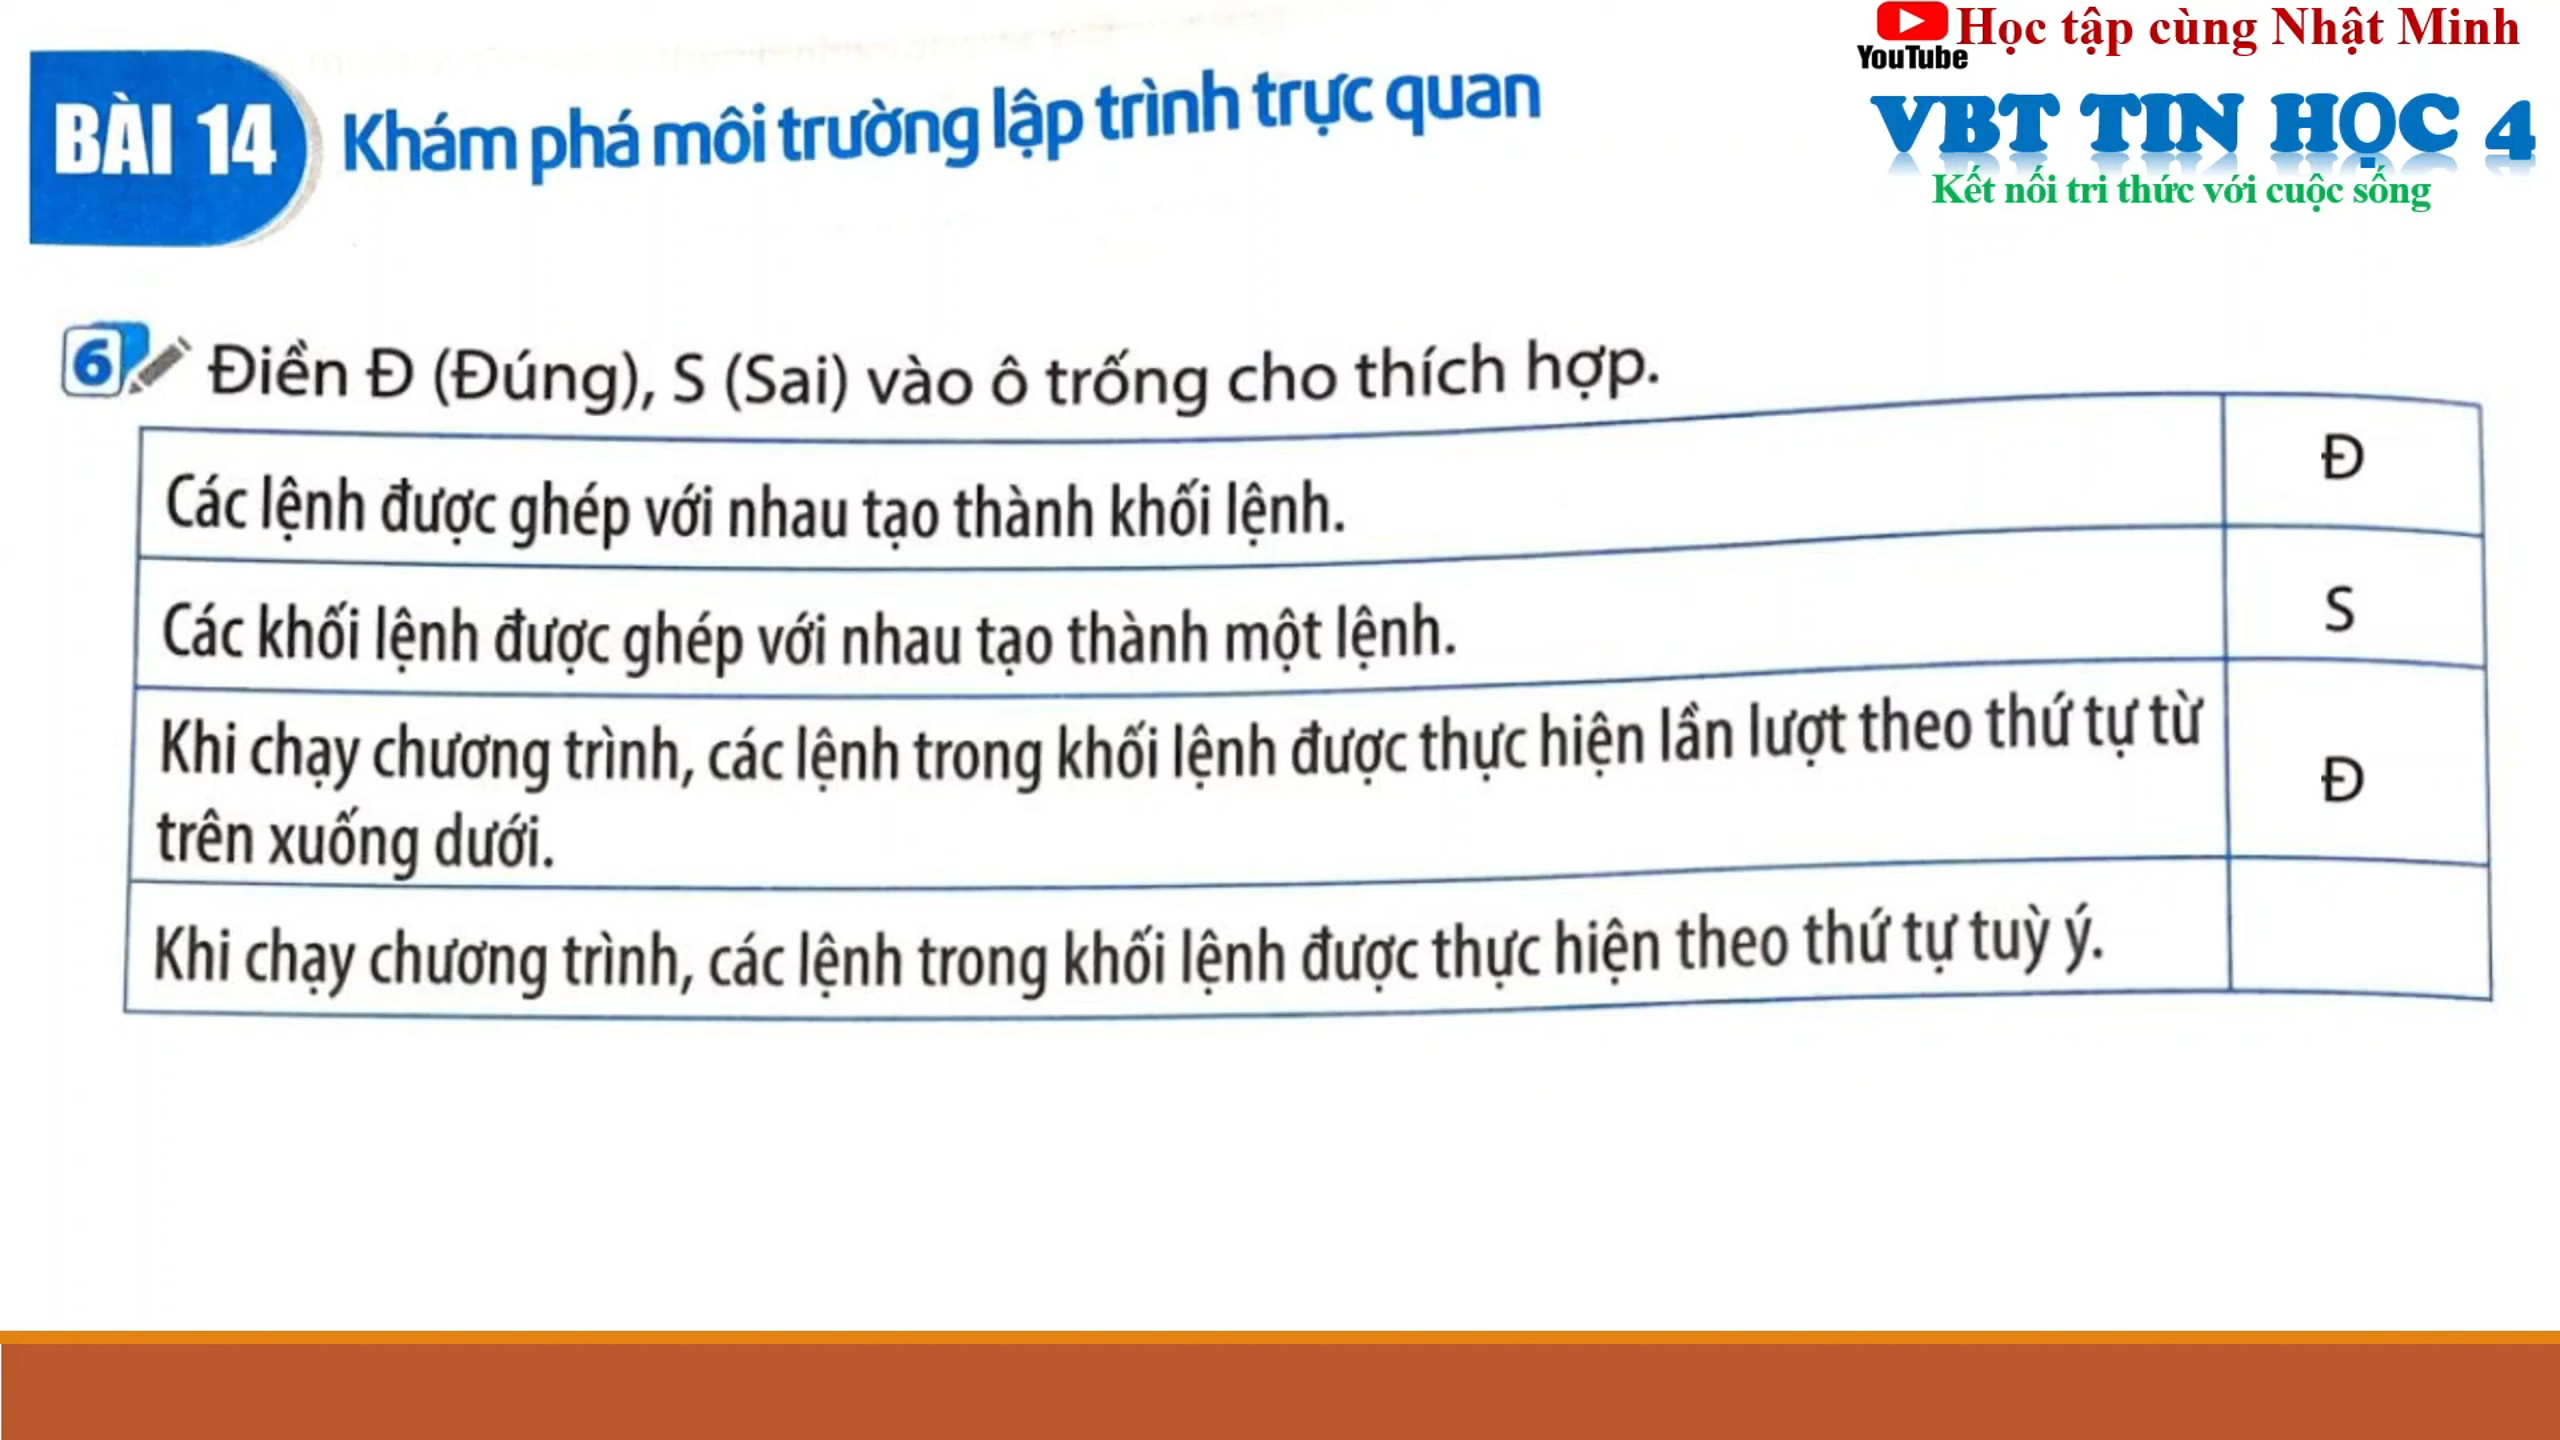 Học tập cùng Nhật Minh
YouTube
VBT TIN HỌC 4
Kết nối tri thức với cuộc sống
BÀI 14 Khám phá môi trường lập trình trực quan
6 Điền Đ (Đúng), S (Sai) vào ô trống cho thích hợp.
Các lệnh được ghép với nhau tạo thành khối lệnh. Đ
Các khối lệnh được ghép với nhau tạo thành một lệnh. S
Khi chạy chương trình, các lệnh trong khối lệnh được thực hiện lần lượt theo thứ tự từ
trên xuống dưới. Đ
Khi chạy chương trình, các lệnh trong khối lệnh được thực hiện theo thứ tự tuỳ ý.